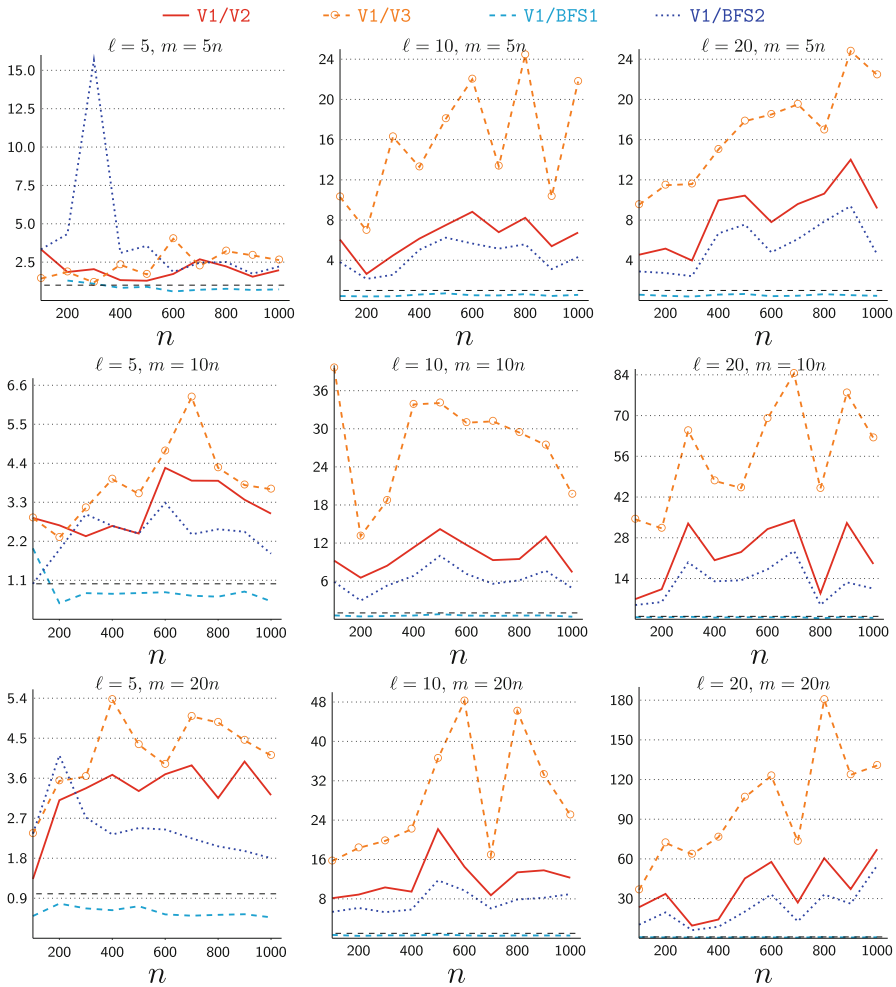 V1/V2 V1/V3 V1/BFS1 V1/BFS2
ℓ = 5, m = 5n
15.0
12.5
10.0
7.5
5.0
2.5
200 400 600 800 1000
n
ℓ = 10, m = 5n
24
20
16
12
8
4
200 400 600 800 1000
n
ℓ = 20, m = 5n
24
20
16
12
8
4
200 400 600 800 1000
n
ℓ = 5, m = 10n
6.6
5.5
4.4
3.3
2.2
1.1
200 400 600 800 1000
n
ℓ = 10, m = 10n
36
30
24
18
12
6
200 400 600 800 1000
n
ℓ = 20, m = 10n
84
70
56
42
28
14
200 400 600 800 1000
n
ℓ = 5, m = 20n
5.4
4.5
3.6
2.7
1.8
0.9
200 400 600 800 1000
n
ℓ = 10, m = 20n
48
40
32
24
16
8
200 400 600 800 1000
n
ℓ = 20, m = 20n
180
150
120
90
60
30
200 400 600 800 1000
n